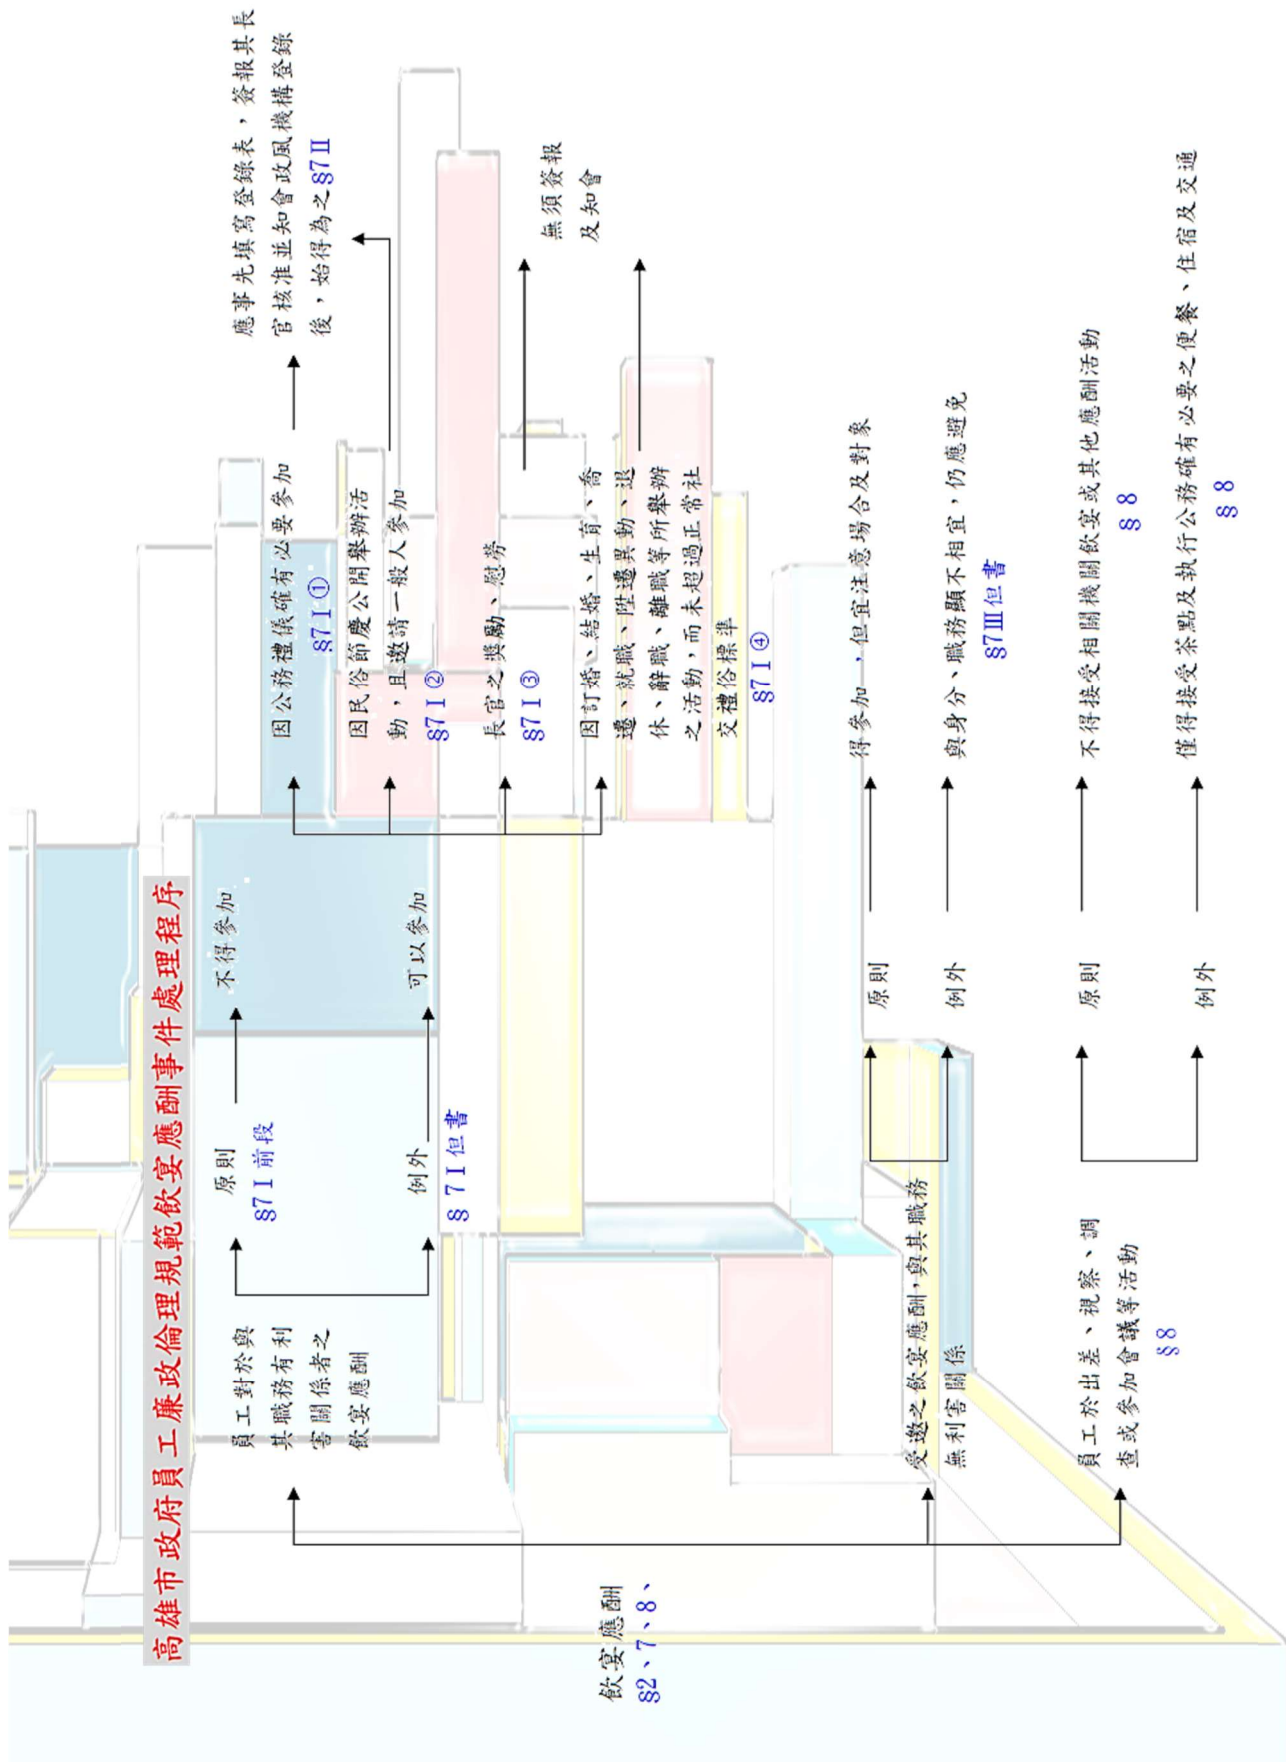 高雄市政府員工廉政倫理規範飲宴應酬事件處理程序
飲宴應酬
§2、7、8、
員工對於與
其職務有利
害關係者之
飲宴應酬
原則
§7Ⅰ前段
不得參加
例外
§7Ⅰ但書
可以參加
因公務禮儀確有必要參加
§7Ⅰ①
應事先填寫登錄表，簽報其長
官核准並知會政風機構登錄
後，始得為之§7Ⅱ
因民俗節慶公開舉辦活
動，且邀請一般人參加
§7Ⅰ②
長官之獎勵、慰勞
§7Ⅰ③
無須簽報
及知會
因訂婚、結婚、生育、喬
遷、就職、陞遷異動、退
休、辭職、離職等所舉辦
之活動，而未超過正常社
交禮俗標準
§7Ⅰ④
受邀之飲宴應酬，與其職務
無利害關係
原則
得參加，但宜注意場合及對象
例外
與身分、職務顯不相宜，仍應避免
§7Ⅲ但書
員工於出差、視察、調
查或參加會議等活動
§8
原則
不得接受相關機關飲宴或其他應酬活動
§8
例外
僅得接受茶點及執行公務確有必要之便餐、住宿及交通
§8